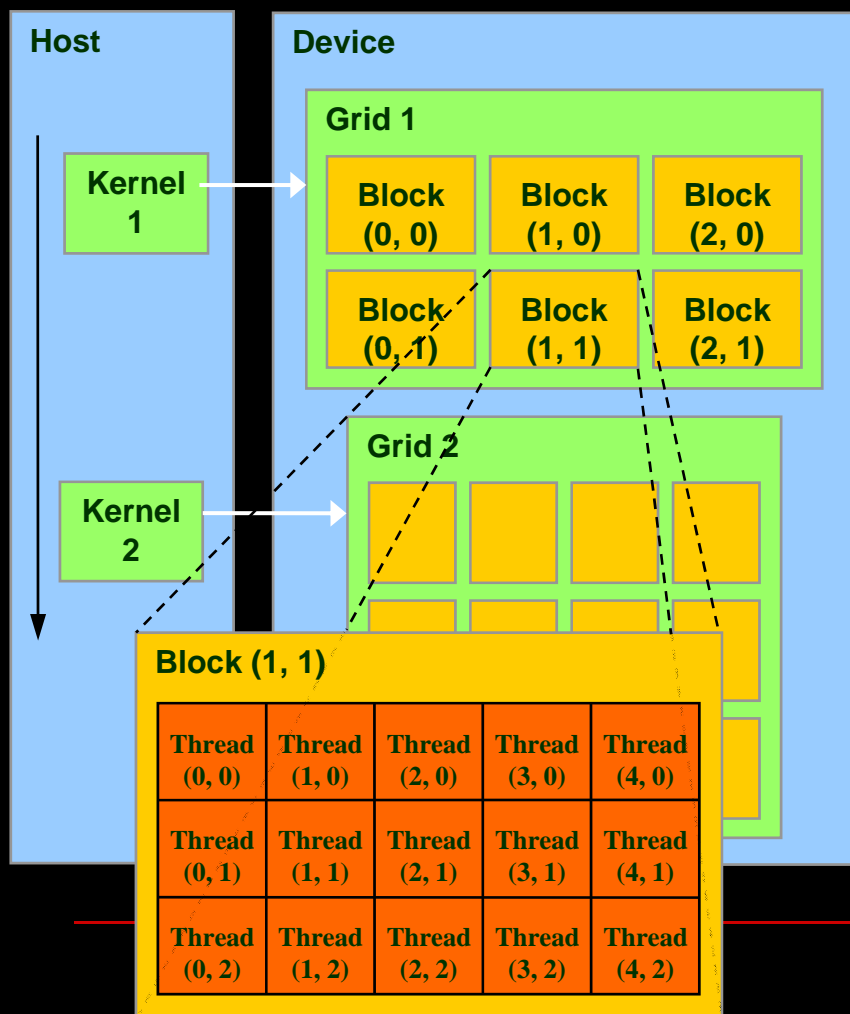 Host
Device
Grid 1
Kernel
1
Block
(0, 0)
Block
(1, 0)
Block
(2, 0)
Block
(0, 1)
Block
(1, 1)
Block
(2, 1)
Grid 2
Kernel
2
Block (1, 1)
Thread
(0, 0)
Thread
(1, 0)
Thread
(2, 0)
Thread
(3, 0)
Thread
(4, 0)
Thread
(0, 1)
Thread
(1, 1)
Thread
(2, 1)
Thread
(3, 1)
Thread
(4, 1)
Thread
(0, 2)
Thread
(1, 2)
Thread
(2, 2)
Thread
(3, 2)
Thread
(4, 2)